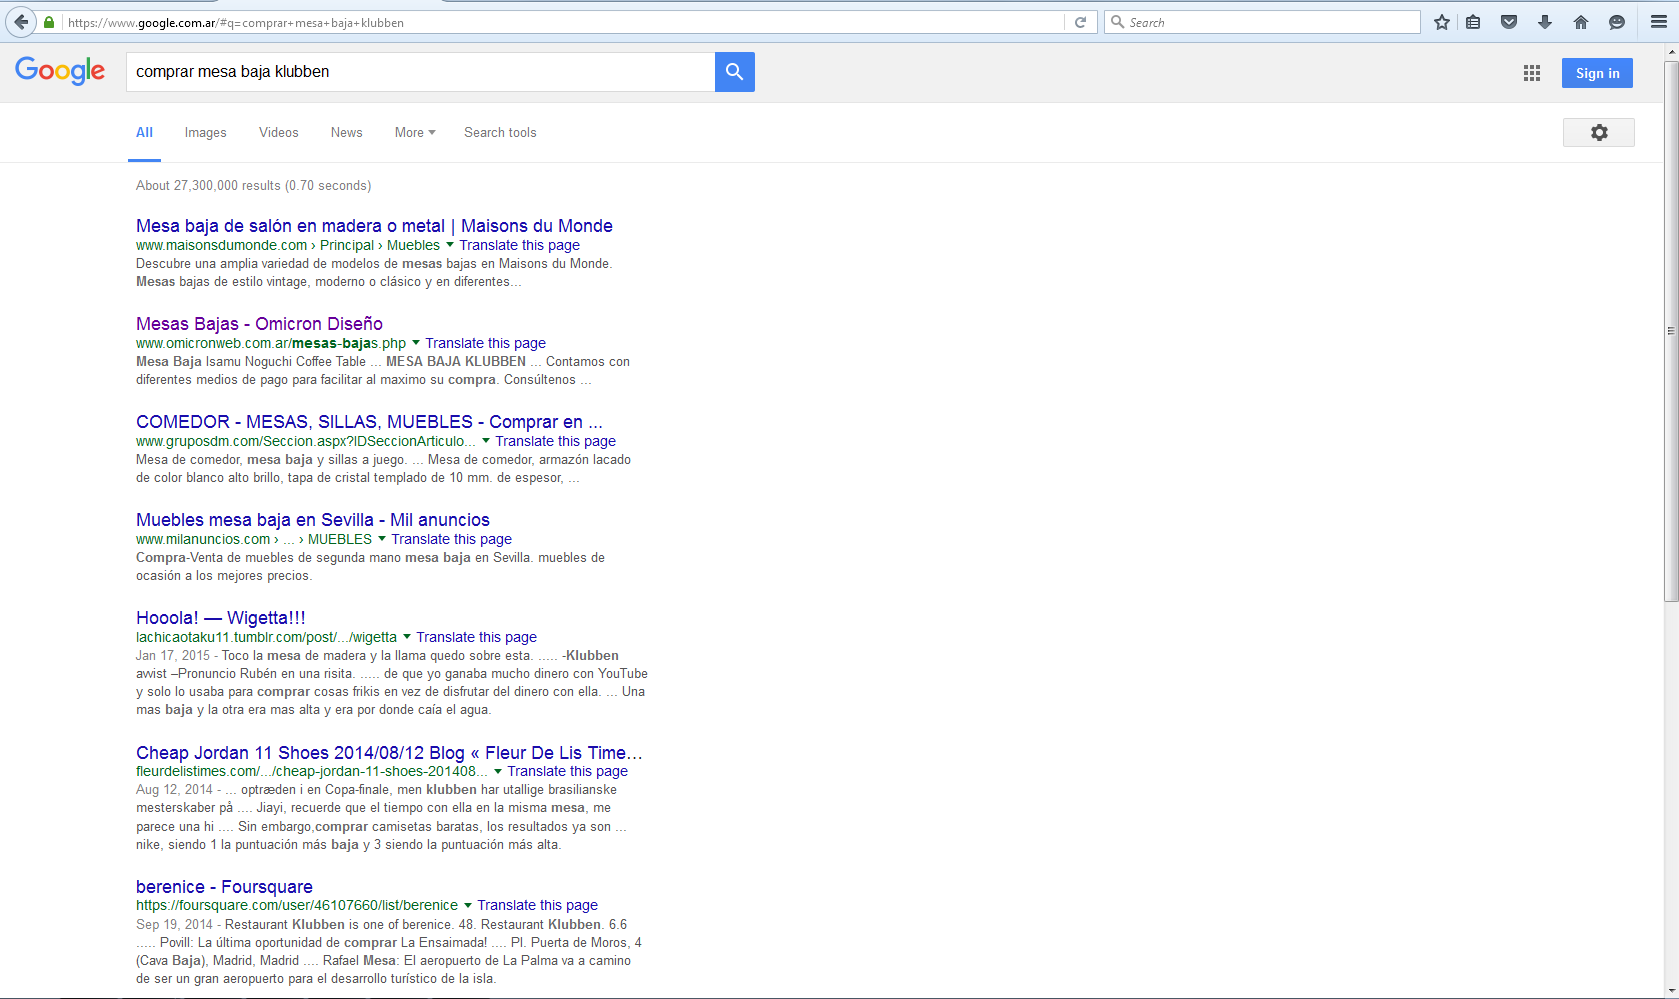 https://www.google.com.ar/#q=comprar+mesa+baja+klubben
Search
Google
comprar mesa baja klubben
Sign in
All Images Videos News More Search tools
About 27,300,000 results (0.70 seconds)
Mesa baja de salón en madera o metal | Maisons du Monde
www.maisonsdumonde.com › Principal › Muebles Translate this page
Descubre una amplia variedad de modelos de mesas bajas en Maisons du Monde.
Mesas bajas de estilo vintage, moderno o clásico y en diferentes...
Mesas Bajas - Omicron Diseño
www.omicronweb.com.ar/mesas-bajas.php Translate this page
Mesa Baja Isamu Noguchi Coffee Table ... MESA BAJA KLUBBEN ... Contamos con
diferentes medios de pago para facilitar al maximo su compra. Consúltenos ...
COMEDOR - MESAS, SILLAS, MUEBLES - Comprar en ...
www.gruposdm.com/Seccion.aspx?IDSeccionArticulo... Translate this page
Mesa de comedor, mesa baja y sillas a juego. ... Mesa de comedor, armazón lacado
de color blanco alto brillo, tapa de cristal templado de 10 mm. de espesor, ...
Muebles mesa baja en Sevilla - Mil anuncios
www.milanuncios.com › ... › MUEBLES Translate this page
Compra-Venta de muebles de segunda mano mesa baja en Sevilla. muebles de
ocasión a los mejores precios.
Hooola! — Wigetta!!!
lachicaotaku11.tumblr.com/post/.../wigetta Translate this page
Jan 17, 2015 - Toco la mesa de madera y la llama quedo sobre esta. ..... -Klubben
awist –Pronuncio Rubén en una risita. ..... de que yo ganaba mucho dinero con YouTube
y solo lo usaba para comprar cosas frikis en vez de disfrutar del dinero con ella. ... Una
mas baja y la otra era mas alta y era por donde caía el agua.
Cheap Jordan 11 Shoes 2014/08/12 Blog « Fleur De Lis Time...
fleurdelistimes.com/.../cheap-jordan-11-shoes-201408... Translate this page
Aug 12, 2014 - ... optræden i en Copa-finale, men klubben har utallige brasilianske
mesterskaber på .... Jiayi, recuerde que el tiempo con ella en la misma mesa, me
parece una hi .... Sin embargo,comprar camisetas baratas, los resultados ya son ...
nike, siendo 1 la puntuación más baja y 3 siendo la puntuación más alta.
berenice - Foursquare
https://foursquare.com/user/46107660/list/berenice Translate this page
Sep 19, 2014 - Restaurant Klubben is one of berenice. 48. Restaurant Klubben. 6.6
..... Povill: La última oportunidad de comprar La Ensaimada! .... Pl. Puerta de Moros, 4
(Cava Baja), Madrid, Madrid .... Rafael Mesa: El aeropuerto de La Palma va a camino
de ser un gran aeropuerto para el desarrollo turístico de la isla.